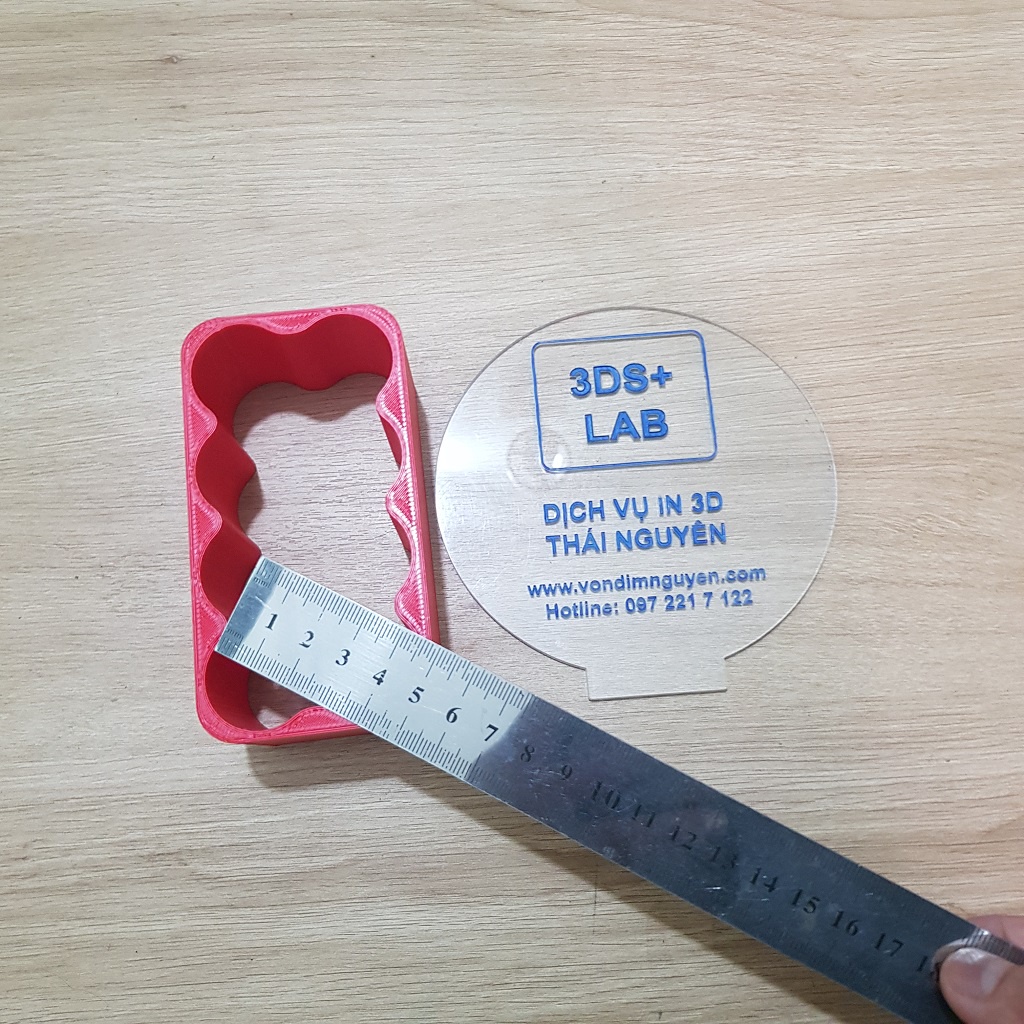 3DS+
LAB
DỊCH VỤ IN 3D
THÁI NGUYÊN
www.vondimnguyen.com
Hotline: 097 221 7 122
1 2 3 4 5 6 7 8 9 10 11 12 13 14 15 16 17